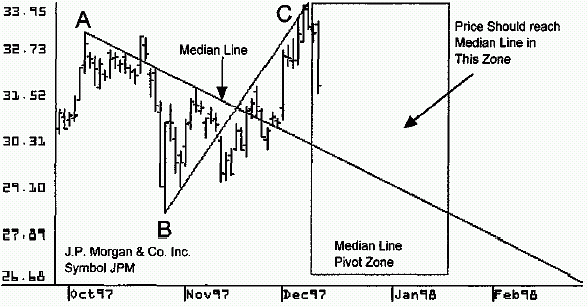 33.95
32.73
31.52
30.31
29.10
27.89
26.68
A
C
B
Median Line
Price Should reach
Median Line in
This Zone
J.P. Morgan & Co. Inc.
Symbol JPM
Median Line
Pivot Zone
Oct97
Nov97
Dec97
Jan98
Feb98